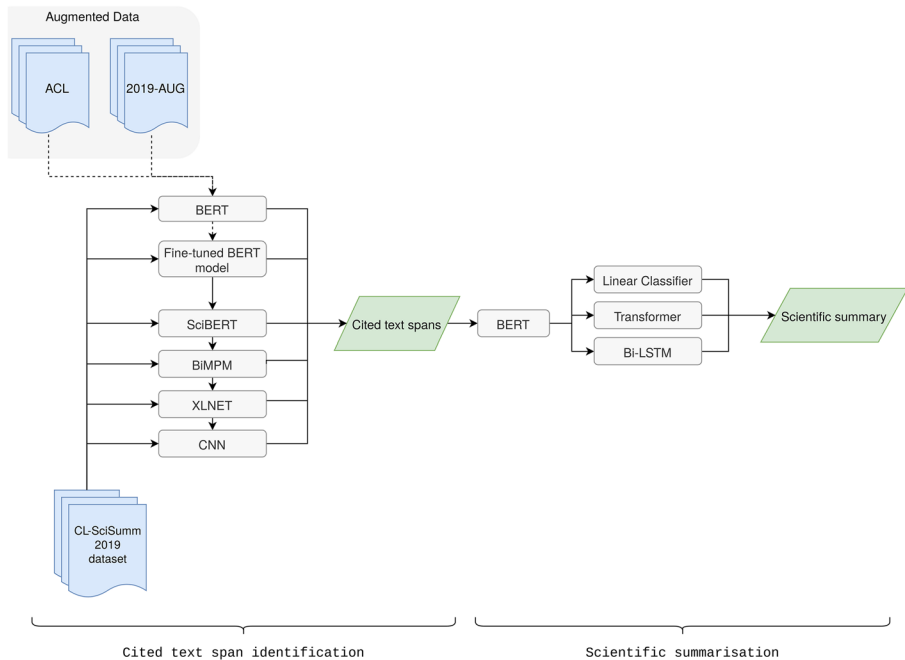 Augmented Data
ACL
2019-AUG
BERT
Fine-tuned BERT
model
SciBERT
BiMPM
XLNET
CNN
CL-SciSumm
2019
dataset
Cited text spans
BERT
Linear Classifier
Transformer
Bi-LSTM
Scientific summary
Cited text span identification
Scientific summarisation